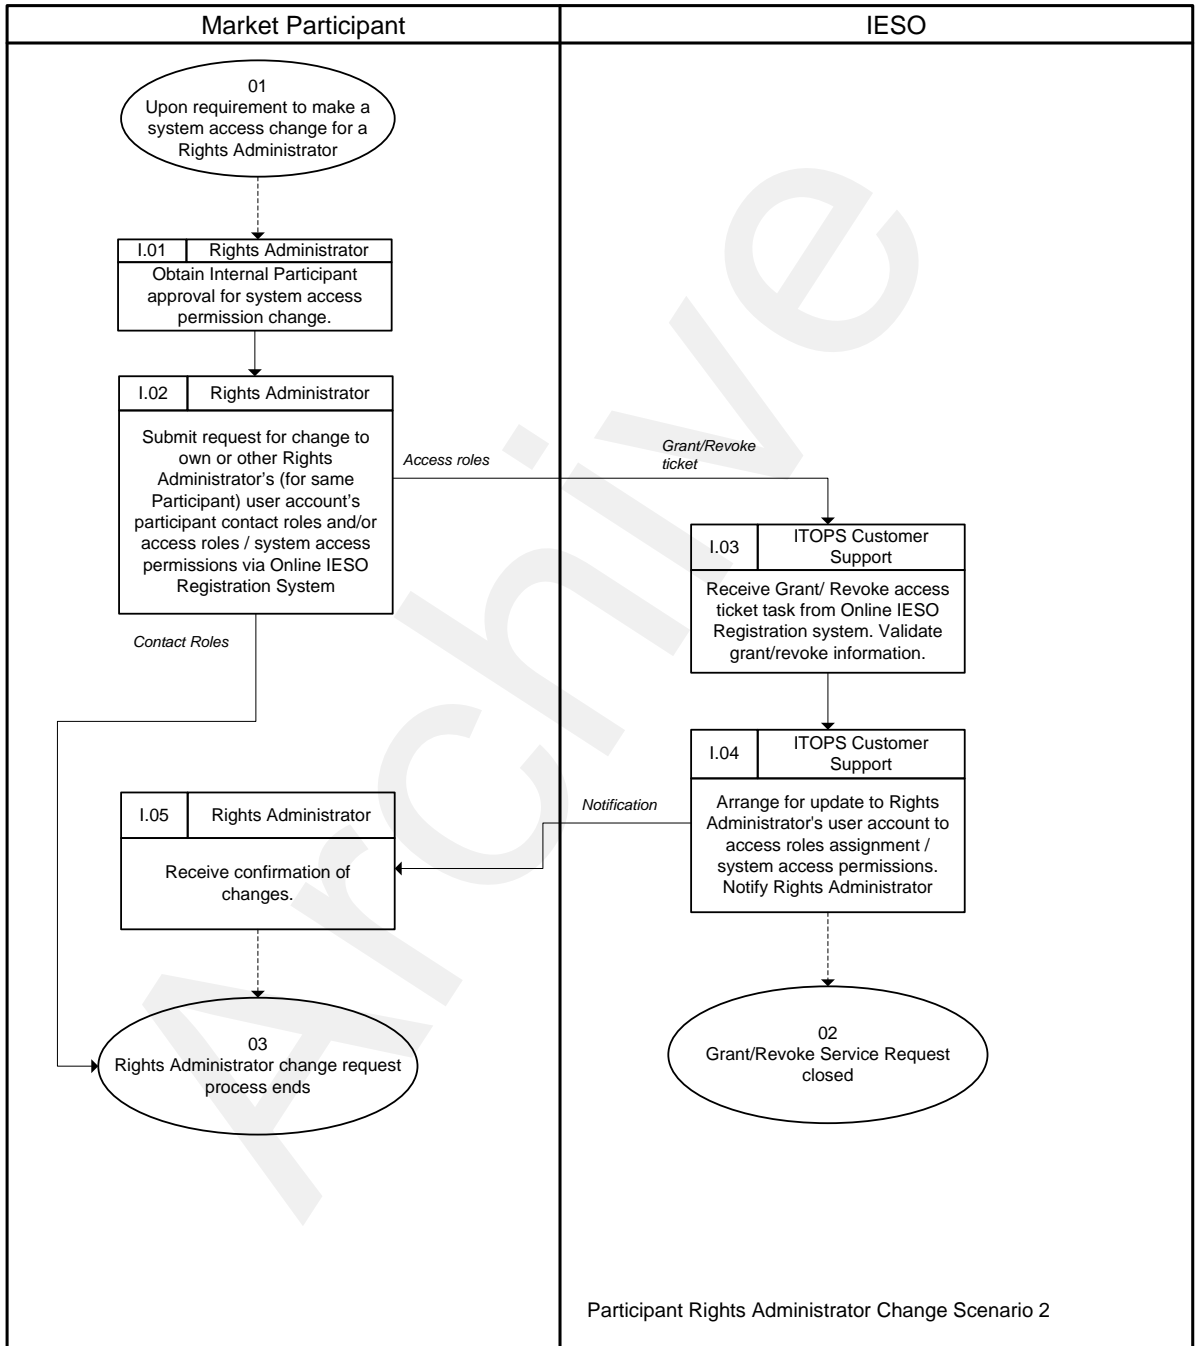 Market Participant
IESO
01
Upon requirement to make a
system access change for a
Rights Administrator
I.01
Rights Administrator
Obtain Internal Participant
approval for system access
permission change.
I.02
Rights Administrator
Submit request for change to
own or other Rights
Administrator's (for same
Participant) user account's
participant contact roles and/or
access roles / system access
permissions via Online IESO
Registration System
Access roles
Grant/Revoke
ticket
I.03
ITOPS Customer
Support
Receive Grant/ Revoke access
ticket task from Online IESO
Registration system. Validate
grant/revoke information.
Contact Roles
I.04
ITOPS Customer
Support
Arrange for update to Rights
Administrator's user account to
access roles assignment /
system access permissions.
Notify Rights Administrator
Notification
I.05
Rights Administrator
Receive confirmation of
changes.
03
Rights Administrator change request
process ends
02
Grant/Revoke Service Request
closed
Participant Rights Administrator Change Scenario 2
Archive